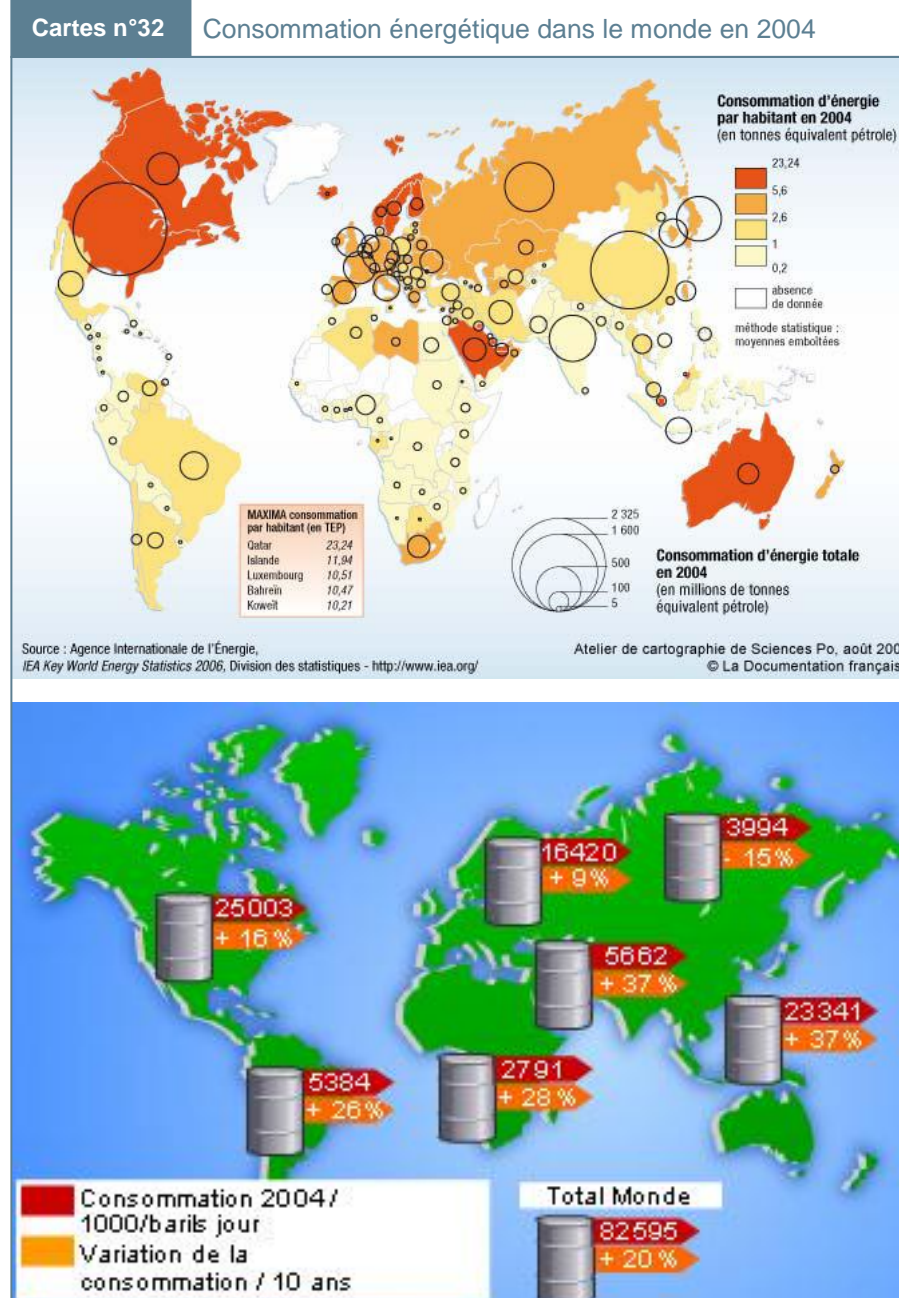 Cartes n°32
Consommation énergétique dans le monde en 2004
Consommation d'énergie
par habitant en 2004
(en tonnes équivalent pétrole)
23,24
5,6
2,6
1
0,2
absence
de donnée
méthode statistique :
moyennes emboîtées
MAXIMA consommation
par habitant (en TEP)
Qatar 23,24
Islande 11,94
Luxembourg 10,51
Bahreïn 10,47
Koweït 10,21
2 325
1 600
500
100
5
Consommation d'énergie totale
en 2004
(en millions de tonnes
équivalent pétrole)
Source : Agence Internationale de l'Énergie,
IEA Key World Energy Statistics 2006, Division des statistiques - http://www.iea.org/
Atelier de cartographie de Sciences Po, août 200
© La Documentation français
3994
- 15%
16420
+ 9%
25003
+ 16%
5662
+ 37%
23341
+ 37%
5384
+ 26%
2791
+ 28%
Consommation 2004/
1000/barils jour
Variation de la
consommation / 10 ans
Total Monde
82595
+ 20%